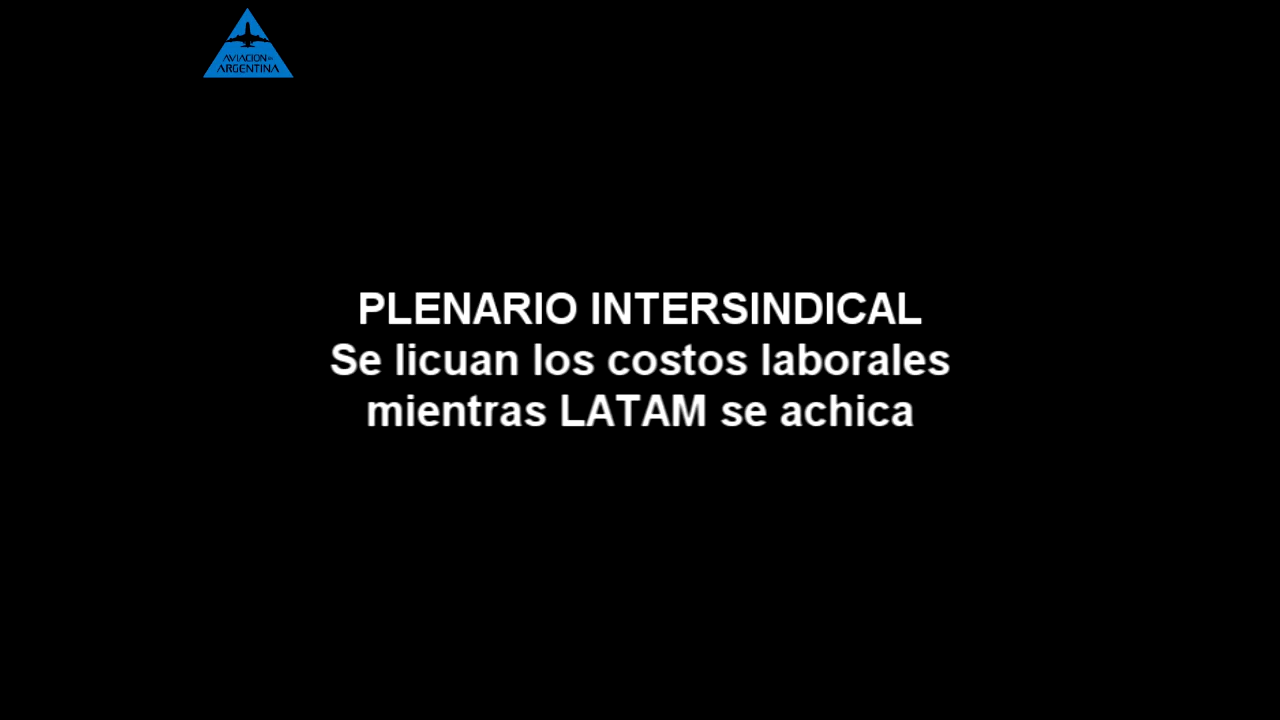 AVIACION EN
ARGENTINA
PLENARIO INTERSINDICAL
Se licuan los costos laborales
mientras LATAM se achica